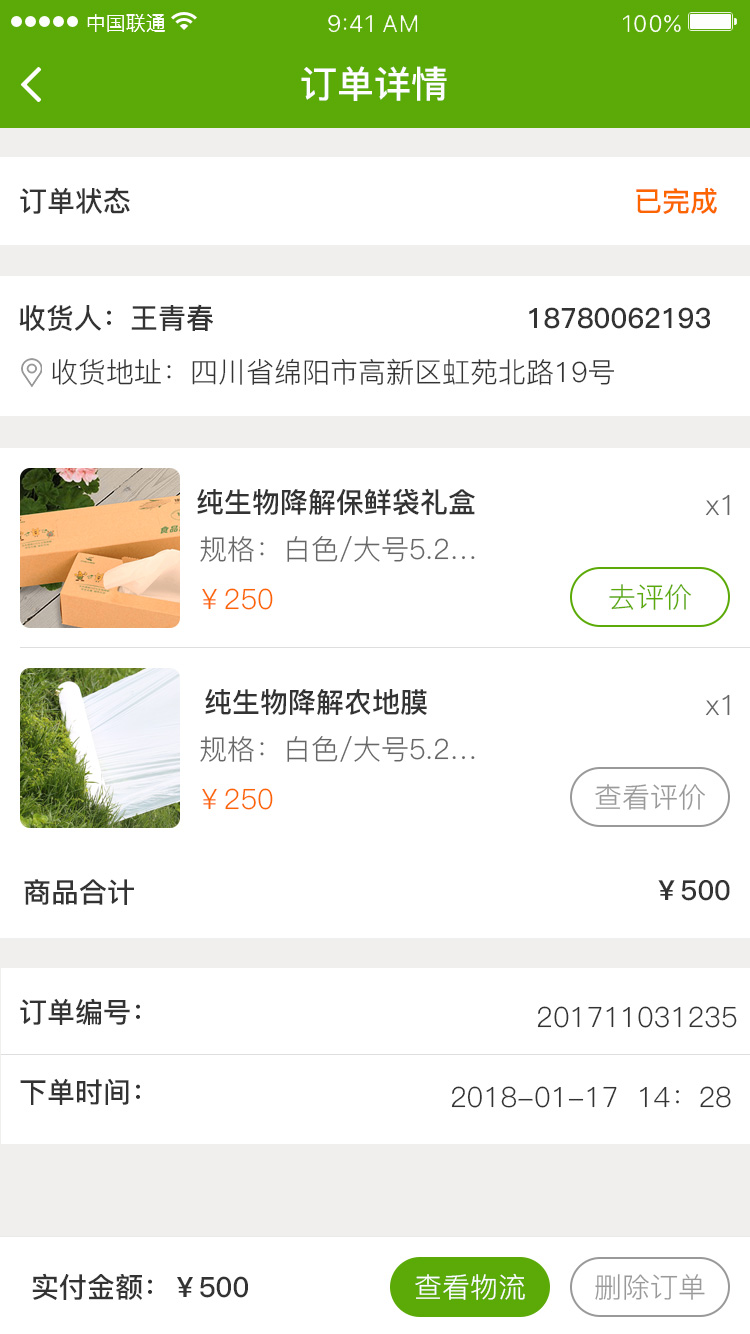 中国联通 9:41 AM 100%
订单详情
订单状态 已完成
收货人：王青春 18780062193
收货地址：四川省绵阳市高新区虹苑北路19号
纯生物降解保鲜袋礼盒 x1
规格：白色/大号5.2...
¥250 去评价
纯生物降解农地膜 x1
规格：白色/大号5.2...
¥250 查看评价
商品合计 ¥500
订单编号： 201711031235
下单时间： 2018-01-17 14：28
实付金额：¥500 查看物流 删除订单